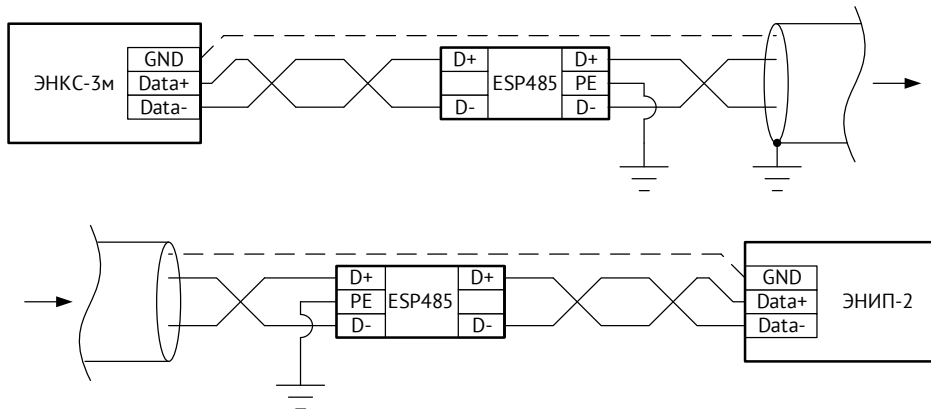 ЭНКС-3м
GND
Data+
Data-
D+
D-
ESP485
D+
PE
D-
D+
PE
D-
ESP485
D+
D-
GND
Data+
Data-
ЭНИП-2